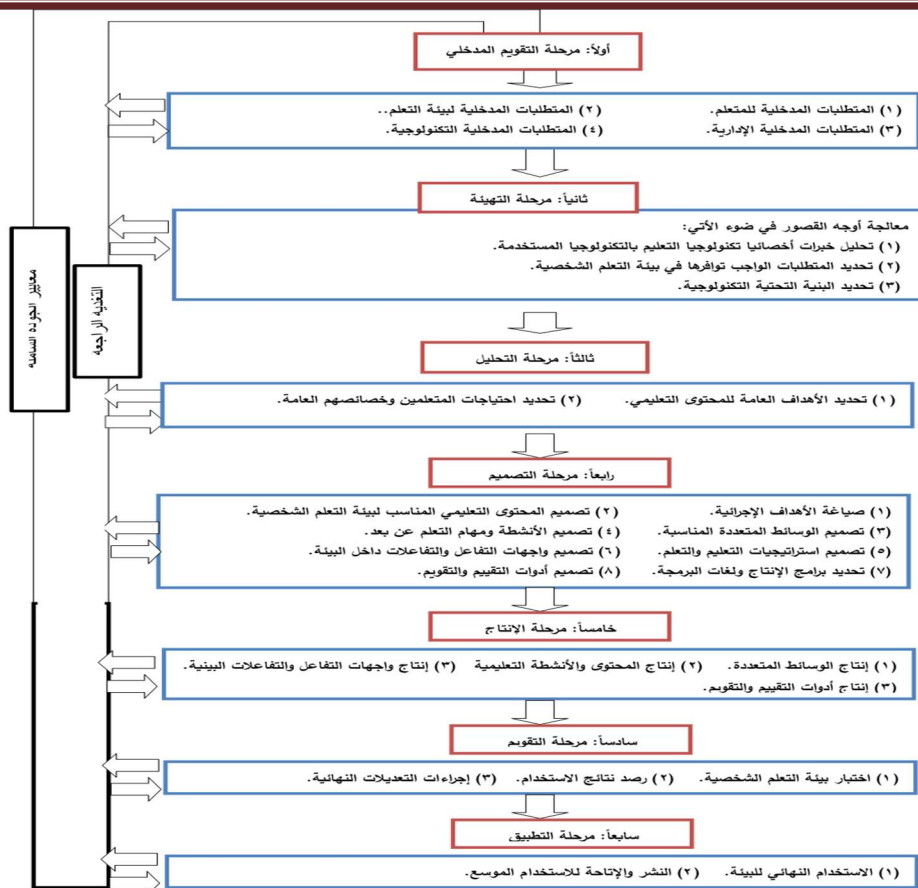 أولاً: مرحلة التقويم المدخلي
(١) المتطلبات المدخلية للمتعلم. (٢) المتطلبات المدخلية لبيئة التعلم..
(٣) المتطلبات المدخلية الإدارية. (٤) المتطلبات المدخلية التكنولوجية.
ثانياً: مرحلة التهيئة
معالجة أوجه القصور في ضوء الأتي:
(١) تحليل خبرات أخصائيا تكنولوجيا التعليم بالتكنولوجيا المستخدمة.
(٢) تحديد المتطلبات الواجب توافرها في بيئة التعلم الشخصية.
(٣) تحديد البنية التحتية التكنولوجية.
ثالثاً: مرحلة التحليل
(١) تحديد الأهداف العامة للمحتوى التعليمي. (٢) تحديد احتياجات المتعلمين وخصائصهم العامة.
رابعاً: مرحلة التصميم
(١) صياغة الأهداف الإجرائية. (٢) تصميم المحتوى التعليمي المناسب لبيئة التعلم الشخصية.
(٣) تصميم الوسائط المتعددة المناسبة. (٤) تصميم الأنشطة ومهام التعلم عن بعد.
(٥) تصميم استراتيجيات التعليم والتعلم. (٦) تصميم واجهات التفاعل والتفاعلات داخل البيئة.
(٧) تحديد برامج الإنتاج ولغات البرمجة. (٨) تصميم أدوات التقييم والتقويم.
خامساً: مرحلة الإنتاج
(١) إنتاج الوسائط المتعددة. (٢) إنتاج المحتوى والأنشطة التعليمية (٣) إنتاج واجهات التفاعل والتفاعلات البينية.
(٣) إنتاج أدوات التقييم والتقويم.
سادساً: مرحلة التقويم
(١) اختبار بيئة التعلم الشخصية. (٢) رصد نتائج الاستخدام. (٣) إجراءات التعديلات النهائية.
سابعاً: مرحلة التطبيق
(١) الاستخدام النهائي للبيئة. (٢) النشر والإتاحة للاستخدام الموسع.
التغذية الراجعة
معايير الجودة الشاملة